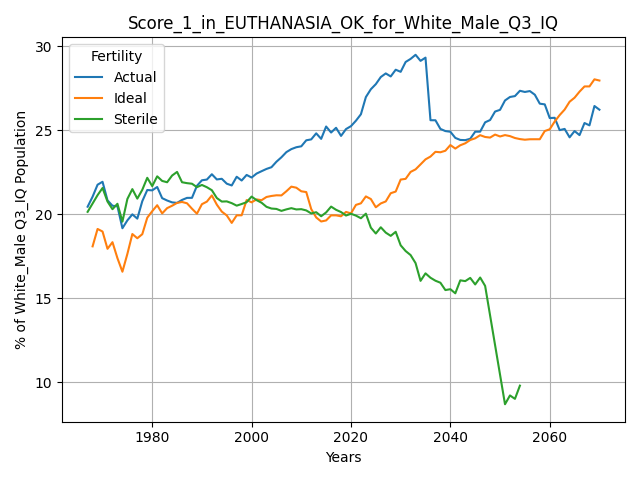 Score_1_in_EUTHANASIA_OK_for_White_Male_Q3_IQ
Fertility
Actual
Ideal
Sterile
% of White_Male Q3_IQ Population
30
25
20
15
10
1980
2000
2020
2040
2060
Years